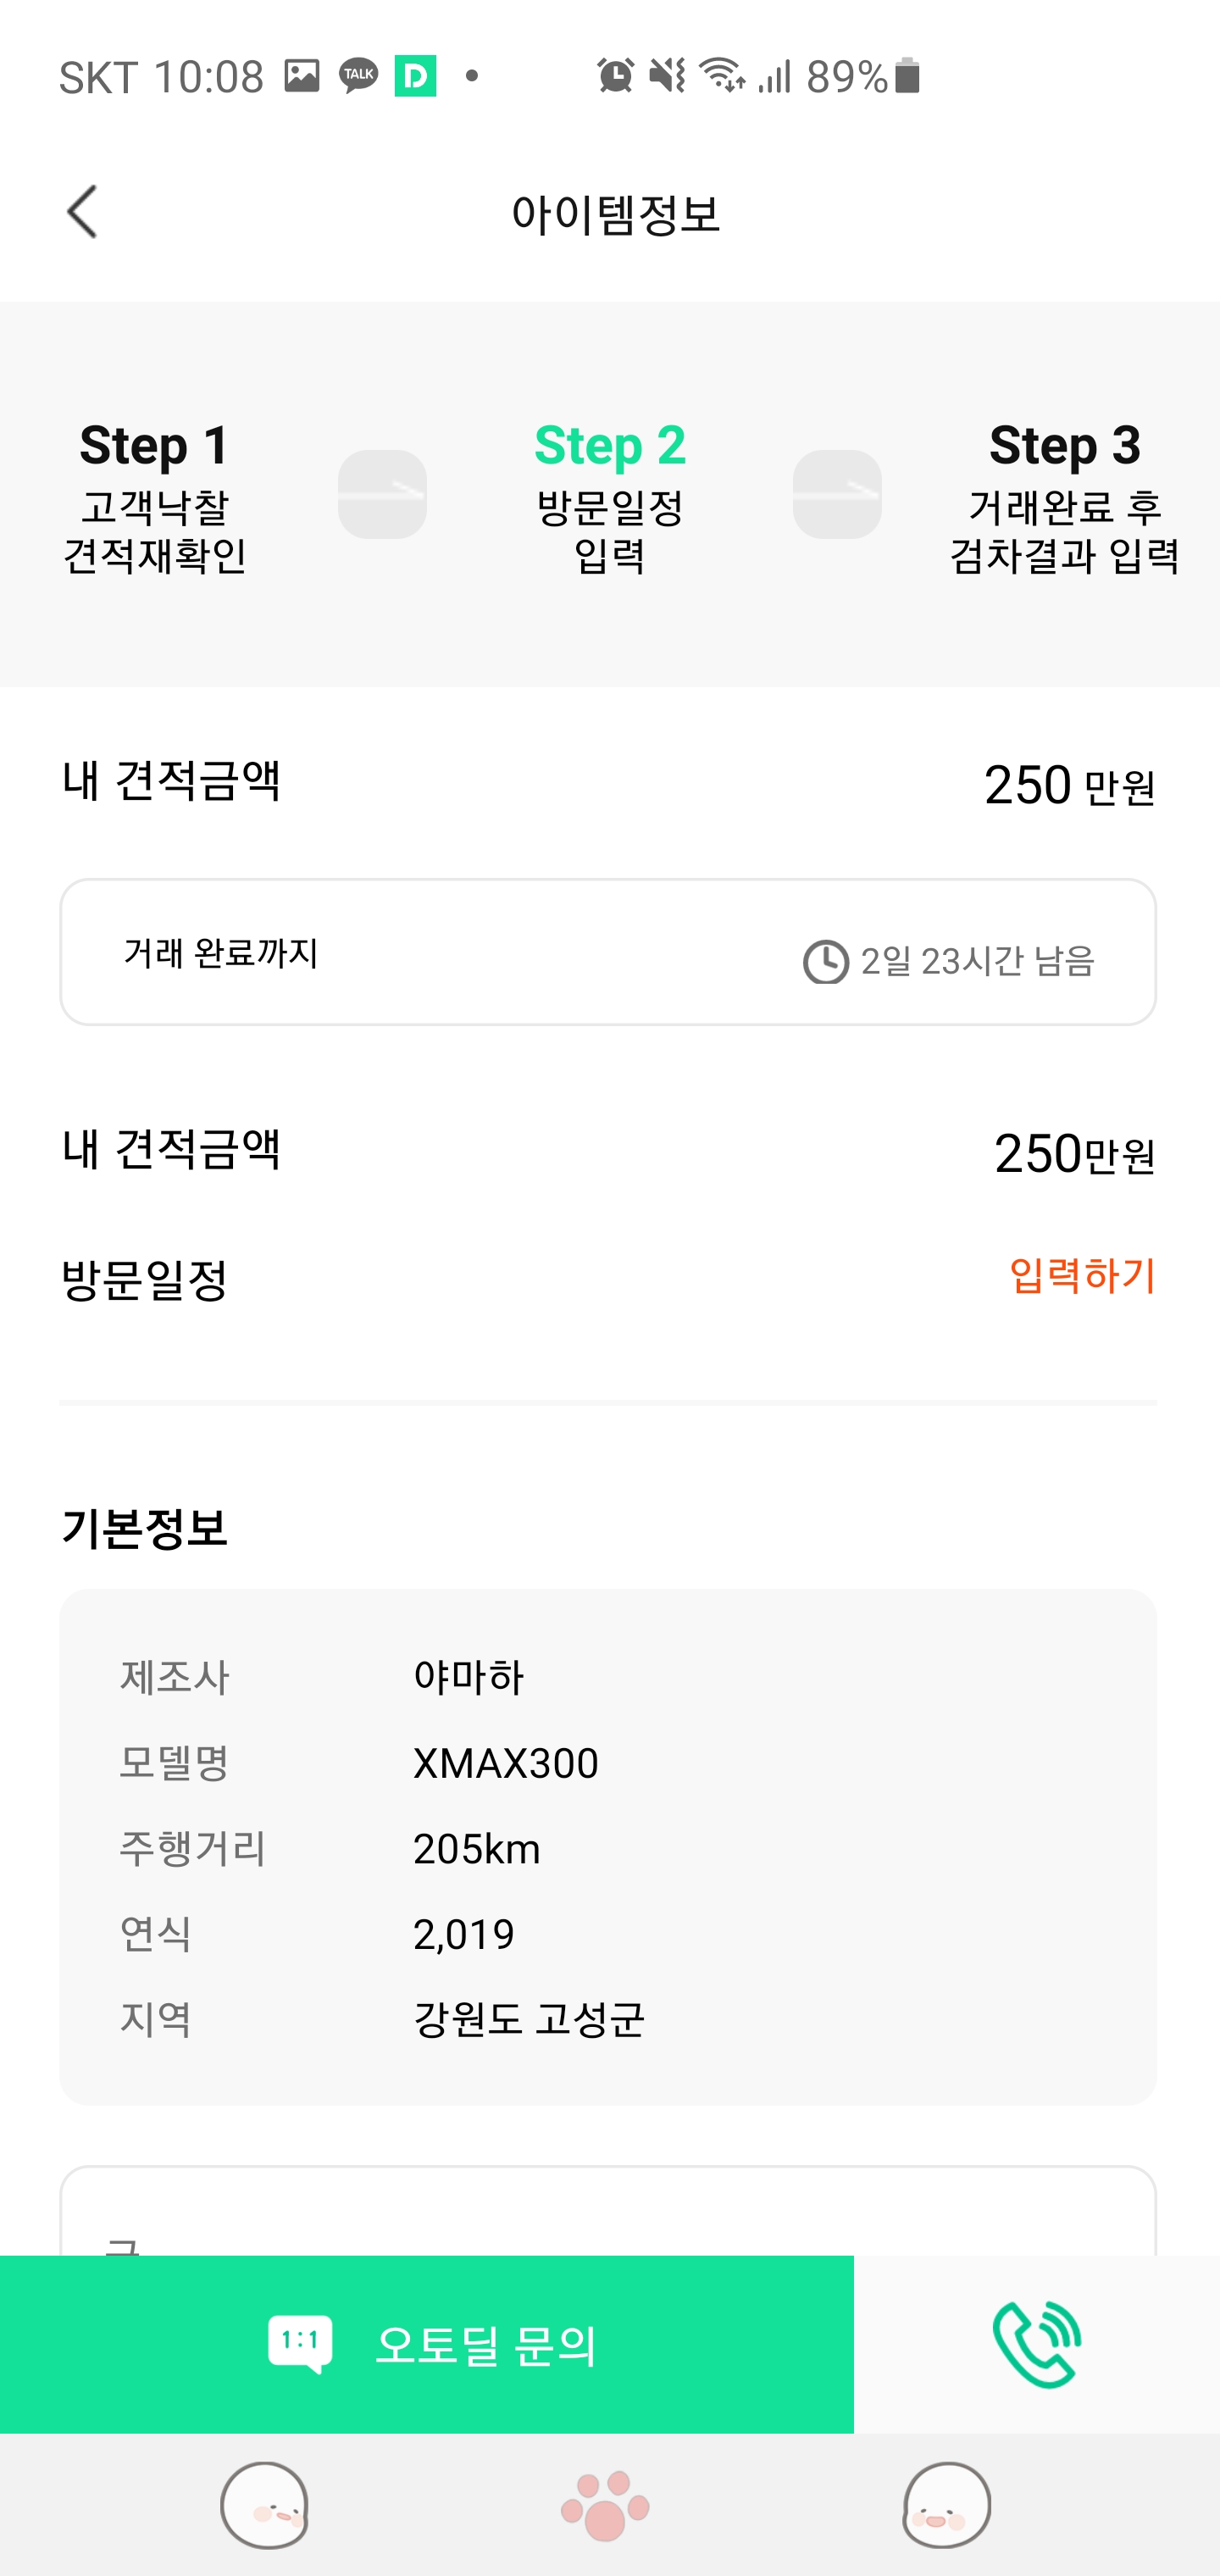 SKT 10:08 TALK D 89%
아이템정보
Step 1
고객낙찰
견적재확인
Step 2
방문일정
입력
Step 3
거래완료 후
검차결과 입력
내 견적금액 250 만원
거래 완료까지 2일 23시간 남음
내 견적금액 250만원
방문일정 입력하기
기본정보
제조사 야마하
모델명 XMAX300
주행거리 205km
연식 2,019
지역 강원도 고성군
1:1 오토딜 문의